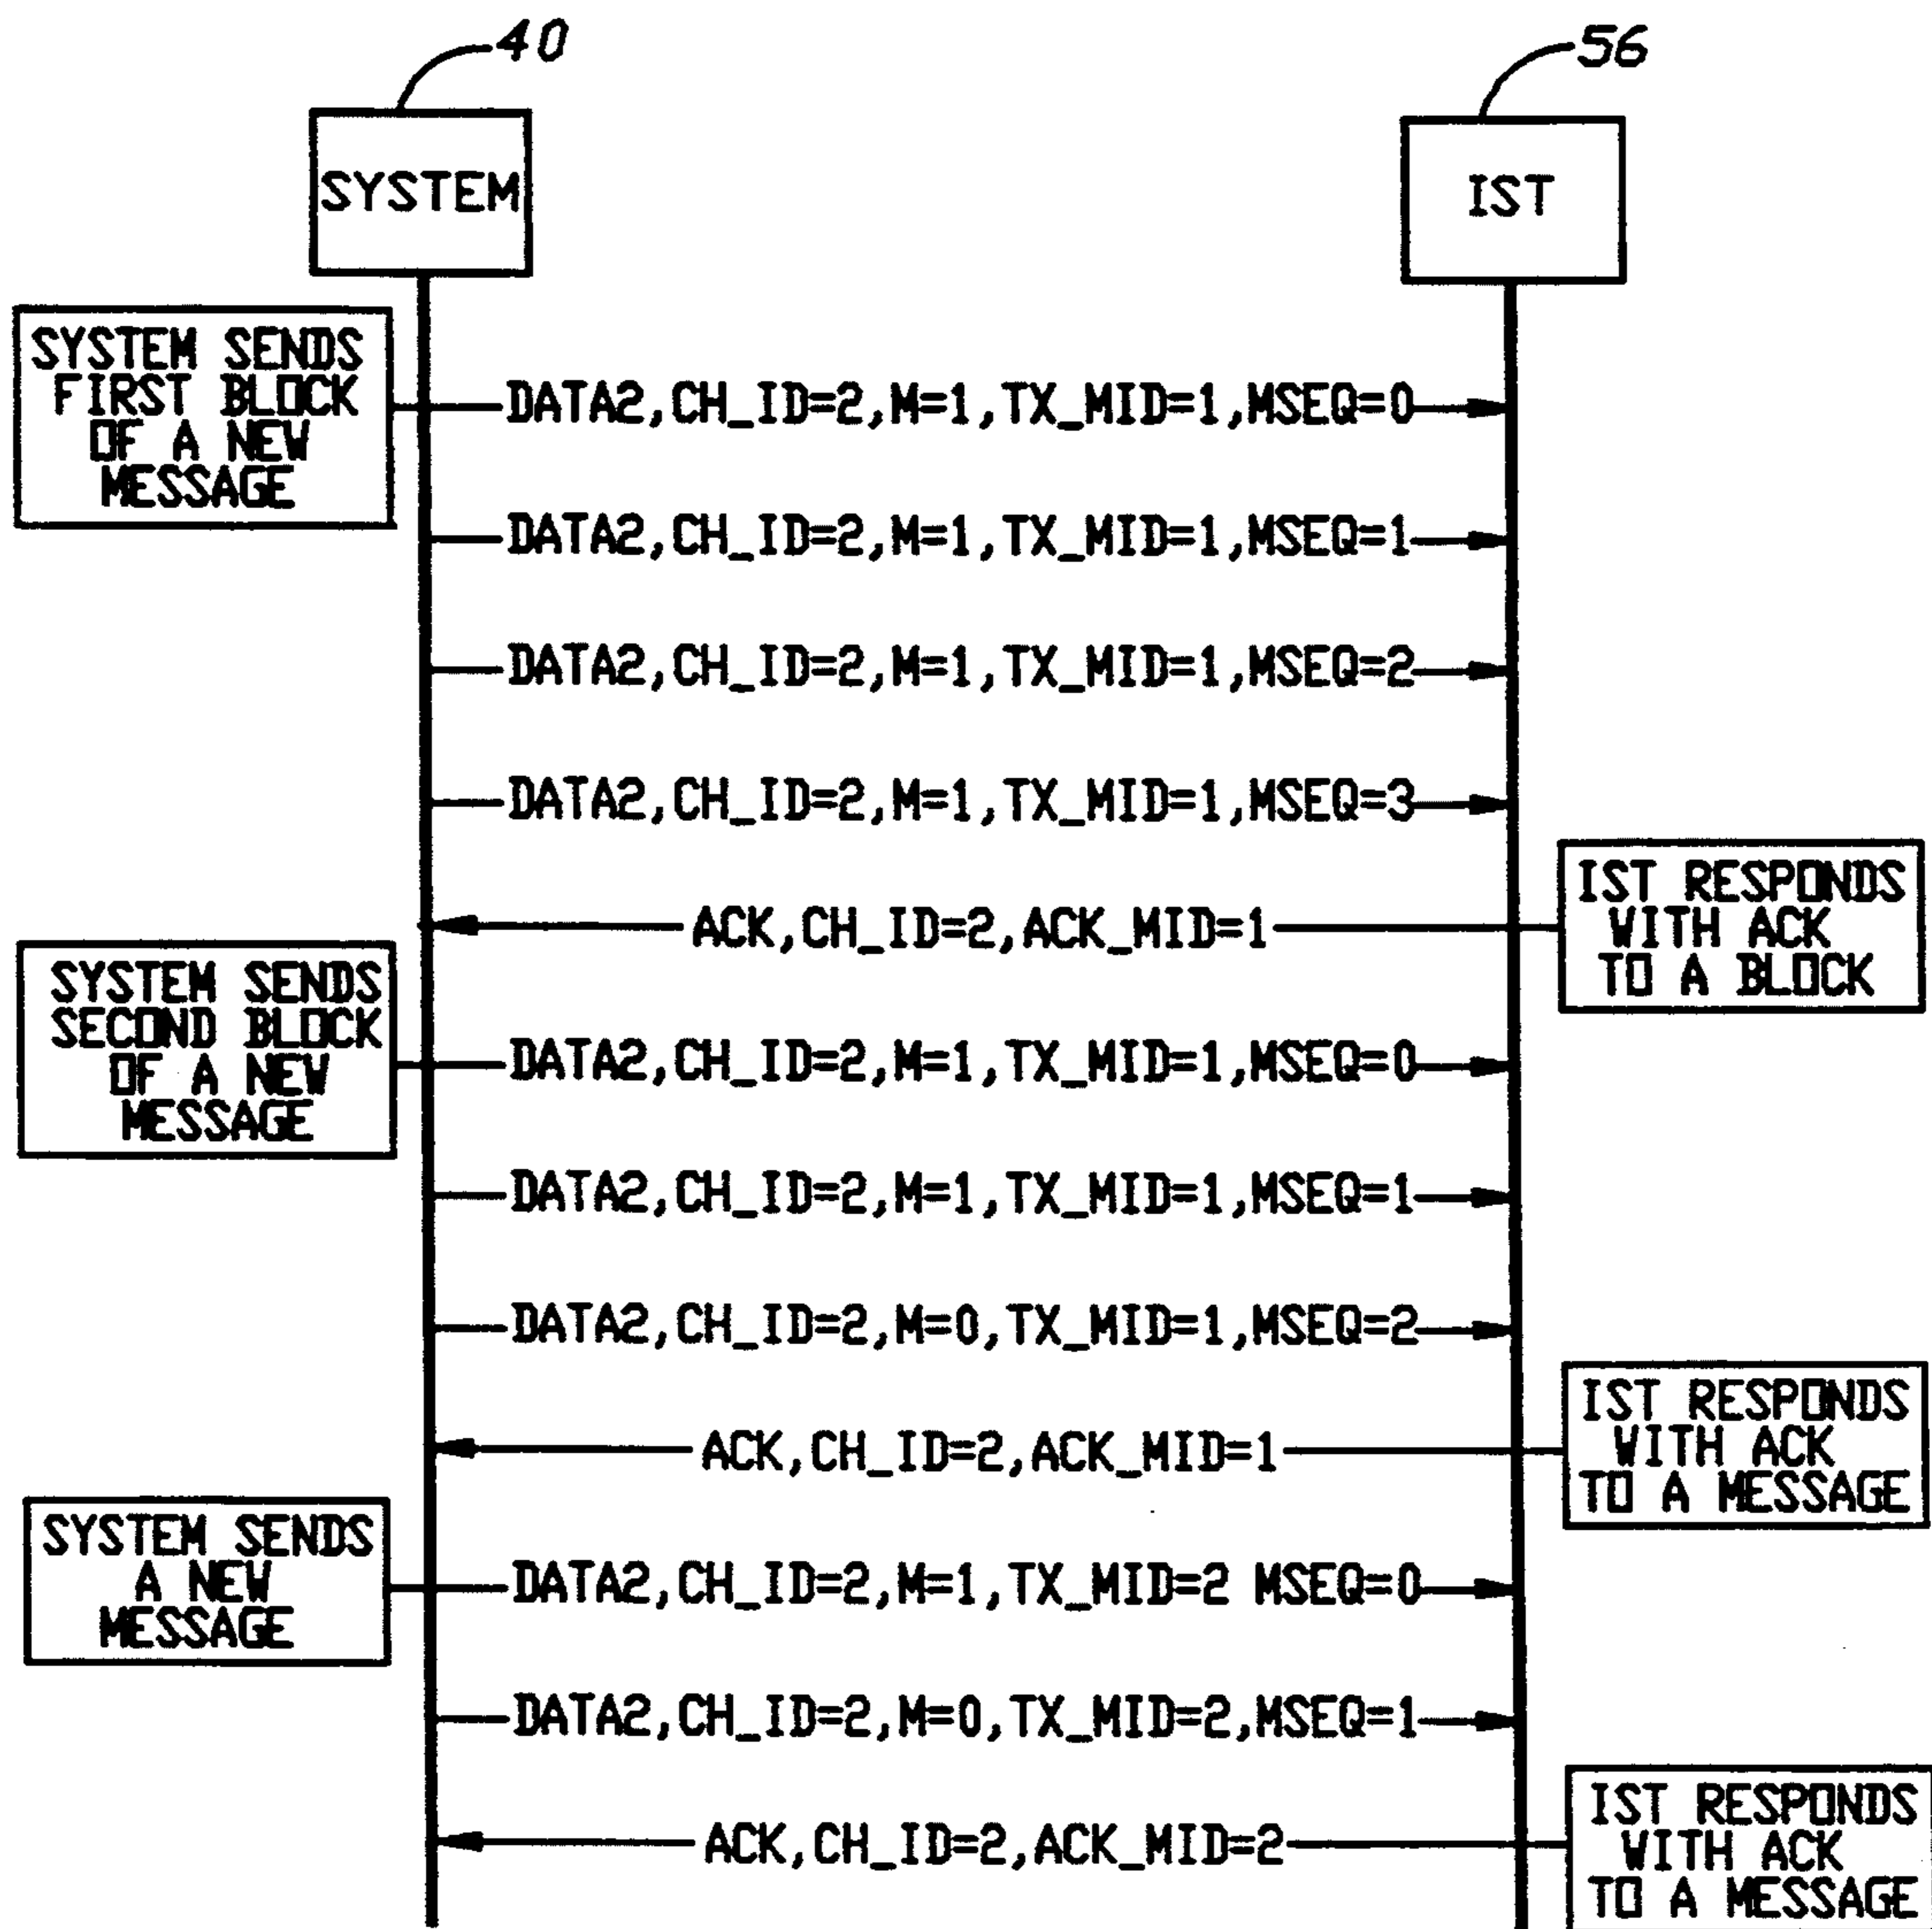 40
56
SYSTEM
IST
SYSTEM SENDS
FIRST BLOCK
OF A NEW
MESSAGE
DATA2,CH_ID=2,M=1,TX_MID=1,MSEQ=0
DATA2,CH_ID=2,M=1,TX_MID=1,MSEQ=1
DATA2,CH_ID=2,M=1,TX_MID=1,MSEQ=2
DATA2,CH_ID=2,M=1,TX_MID=1,MSEQ=3
ACK,CH_ID=2,ACK_MID=1
IST RESPONDS
WITH ACK
TO A BLOCK
SYSTEM SENDS
SECOND BLOCK
OF A NEW
MESSAGE
DATA2,CH_ID=2,M=1,TX_MID=1,MSEQ=0
DATA2,CH_ID=2,M=1,TX_MID=1,MSEQ=1
DATA2,CH_ID=2,M=0,TX_MID=1,MSEQ=2
ACK,CH_ID=2,ACK_MID=1
IST RESPONDS
WITH ACK
TO A MESSAGE
SYSTEM SENDS
A NEW
MESSAGE
DATA2,CH_ID=2,M=1,TX_MID=2 MSEQ=0
DATA2,CH_ID=2,M=0,TX_MID=2,MSEQ=1
ACK,CH_ID=2,ACK_MID=2
IST RESPONDS
WITH ACK
TO A MESSAGE